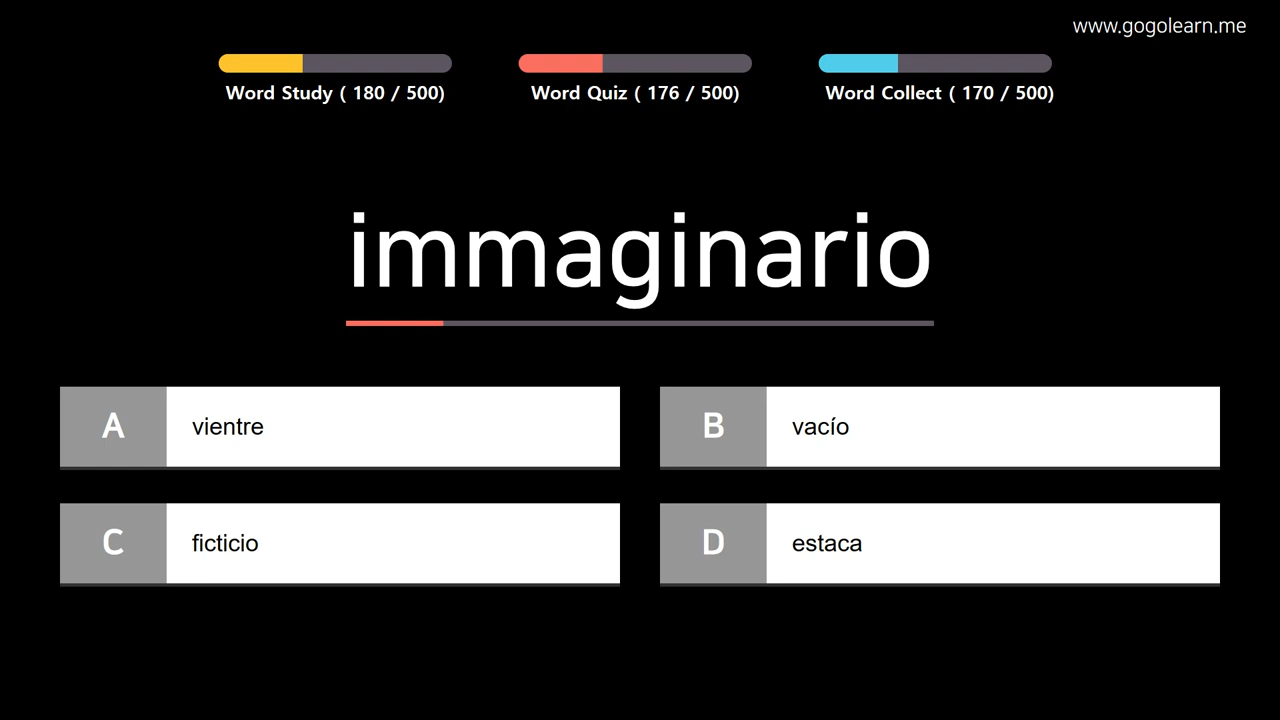 www.gogolearn.me
Word Study ( 180 / 500)
Word Quiz ( 176 / 500)
Word Collect ( 170 / 500)
immaginario
A vientre
B vacío
C ficticio
D estaca